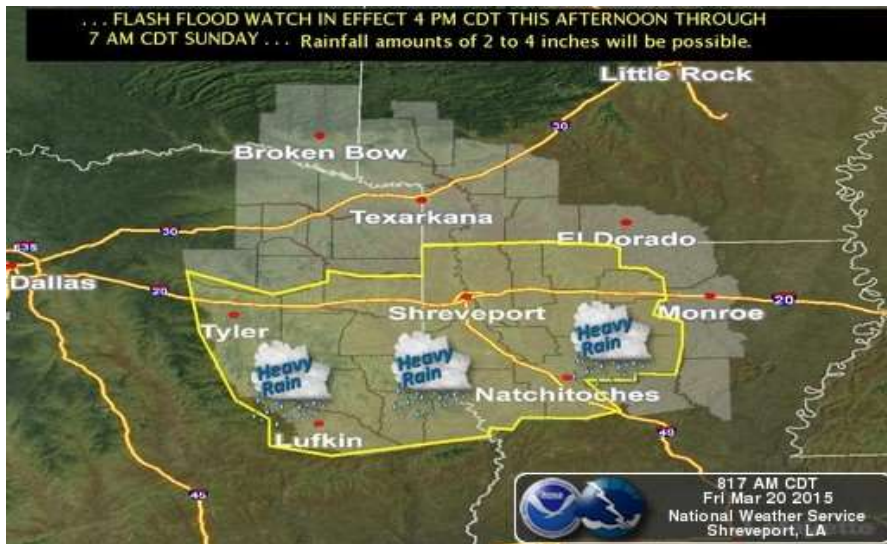 ... FLASH FLOOD WATCH IN EFFECT 4 PM CDT THIS AFTERNOON THROUGH
7 AM CDT SUNDAY ... Rainfall amounts of 2 to 4 inches will be possible.
Little Rock
30
Broken Bow
Texarkana
30
El Dorado
35
Dallas
20
Shreveport
Monroe
20
Tyler
Heavy
Rain
Heavy
Rain
Heavy
Rain
Natchitoches
Lufkin
49
45
817 AM CDT
Fri Mar 20 2015
National Weather Service
Shreveport, LA